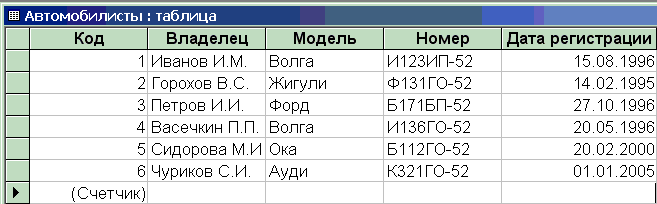 Автомобилисты : таблица
Код Владелец Модель Номер Дата регистрации
1 Иванов И.М. Волга И123ИП-52 15.08.1996
2 Горохов В.С. Жигули Ф131ГО-52 14.02.1995
3 Петров И.И. Форд Б171БП-52 27.10.1996
4 Васечкин П.П. Волга И136ГО-52 20.05.1996
5 Сидорова М.И Ока Б112ГО-52 20.02.2000
6 Чуриков С.И. Ауди К321ГО-52 01.01.2005
(Счетчик)